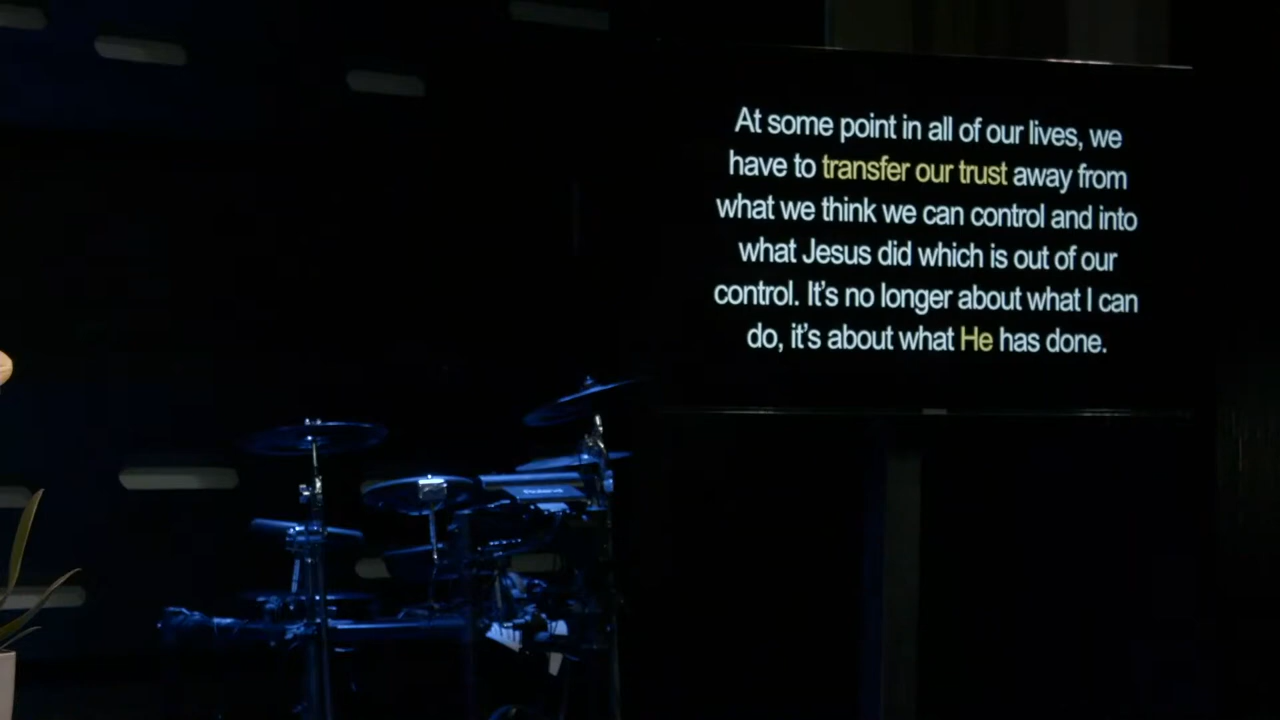 At some point in all of our lives, we
have to transfer our trust away from
what we think we can control and into
what Jesus did which is out of our
control. It's no longer about what I can
do, it's about what He has done.
Roland